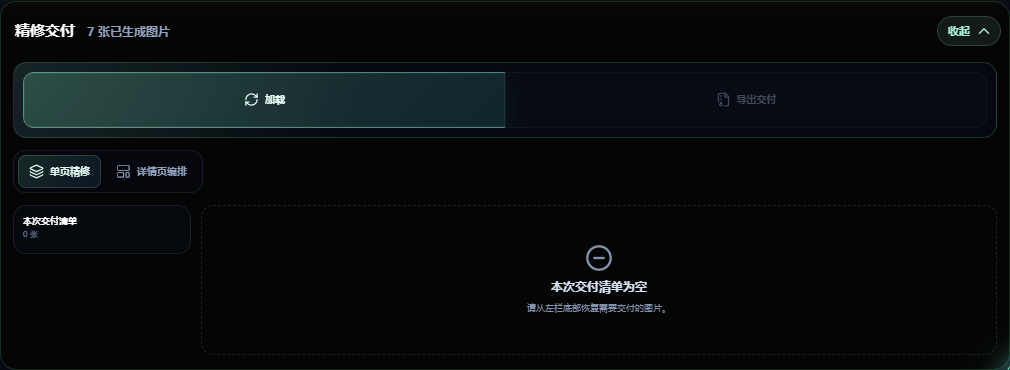 精修交付 7 张已生成图片
收起
加载
导出交付
单页精修
详情页编排
本次交付清单
0 张
本次交付清单为空
请从左栏底部恢复需要交付的图片。